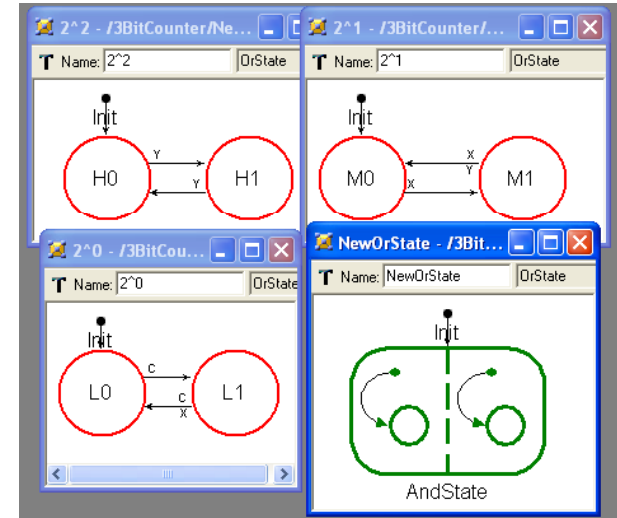 2^2 - /3BitCounter/Ne...
Name: 2^2 OrState
Init
H0 Y Y H1
2^1 - /3BitCounter/...
Name: 2^1 OrState
Init
M0 X Y X M1
2^0 - /3BitCou...
Name: 2^0 OrState
Init
L0 C C X L1
NewOrState - /3Bit...
Name: NewOrState OrState
Init
AndState